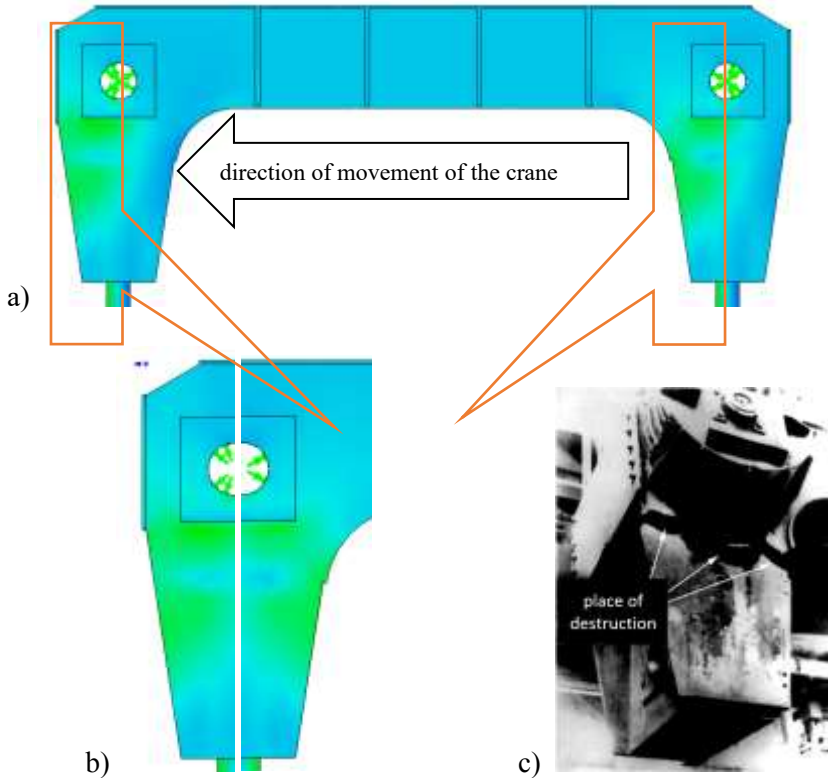 direction of movement of the crane
a)
place of
destruction
b)
c)